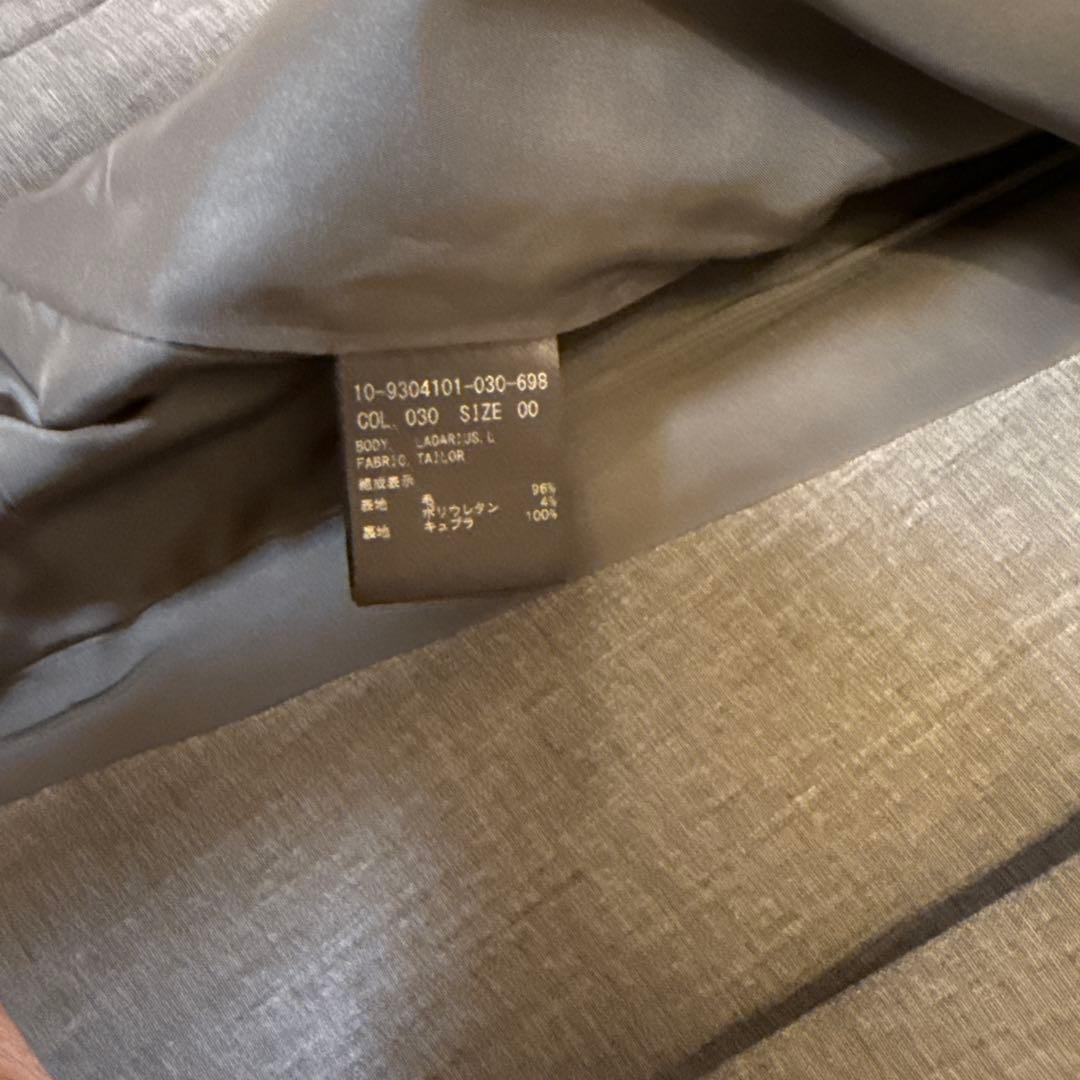 10-9304101-030-698
COL. 030 SIZE 00
BODY. LADARIUS.L
FABRIC. TAILOR
組成表示
表地 毛 96%
ポリウレタン 4%
裏地 キュプラ 100%